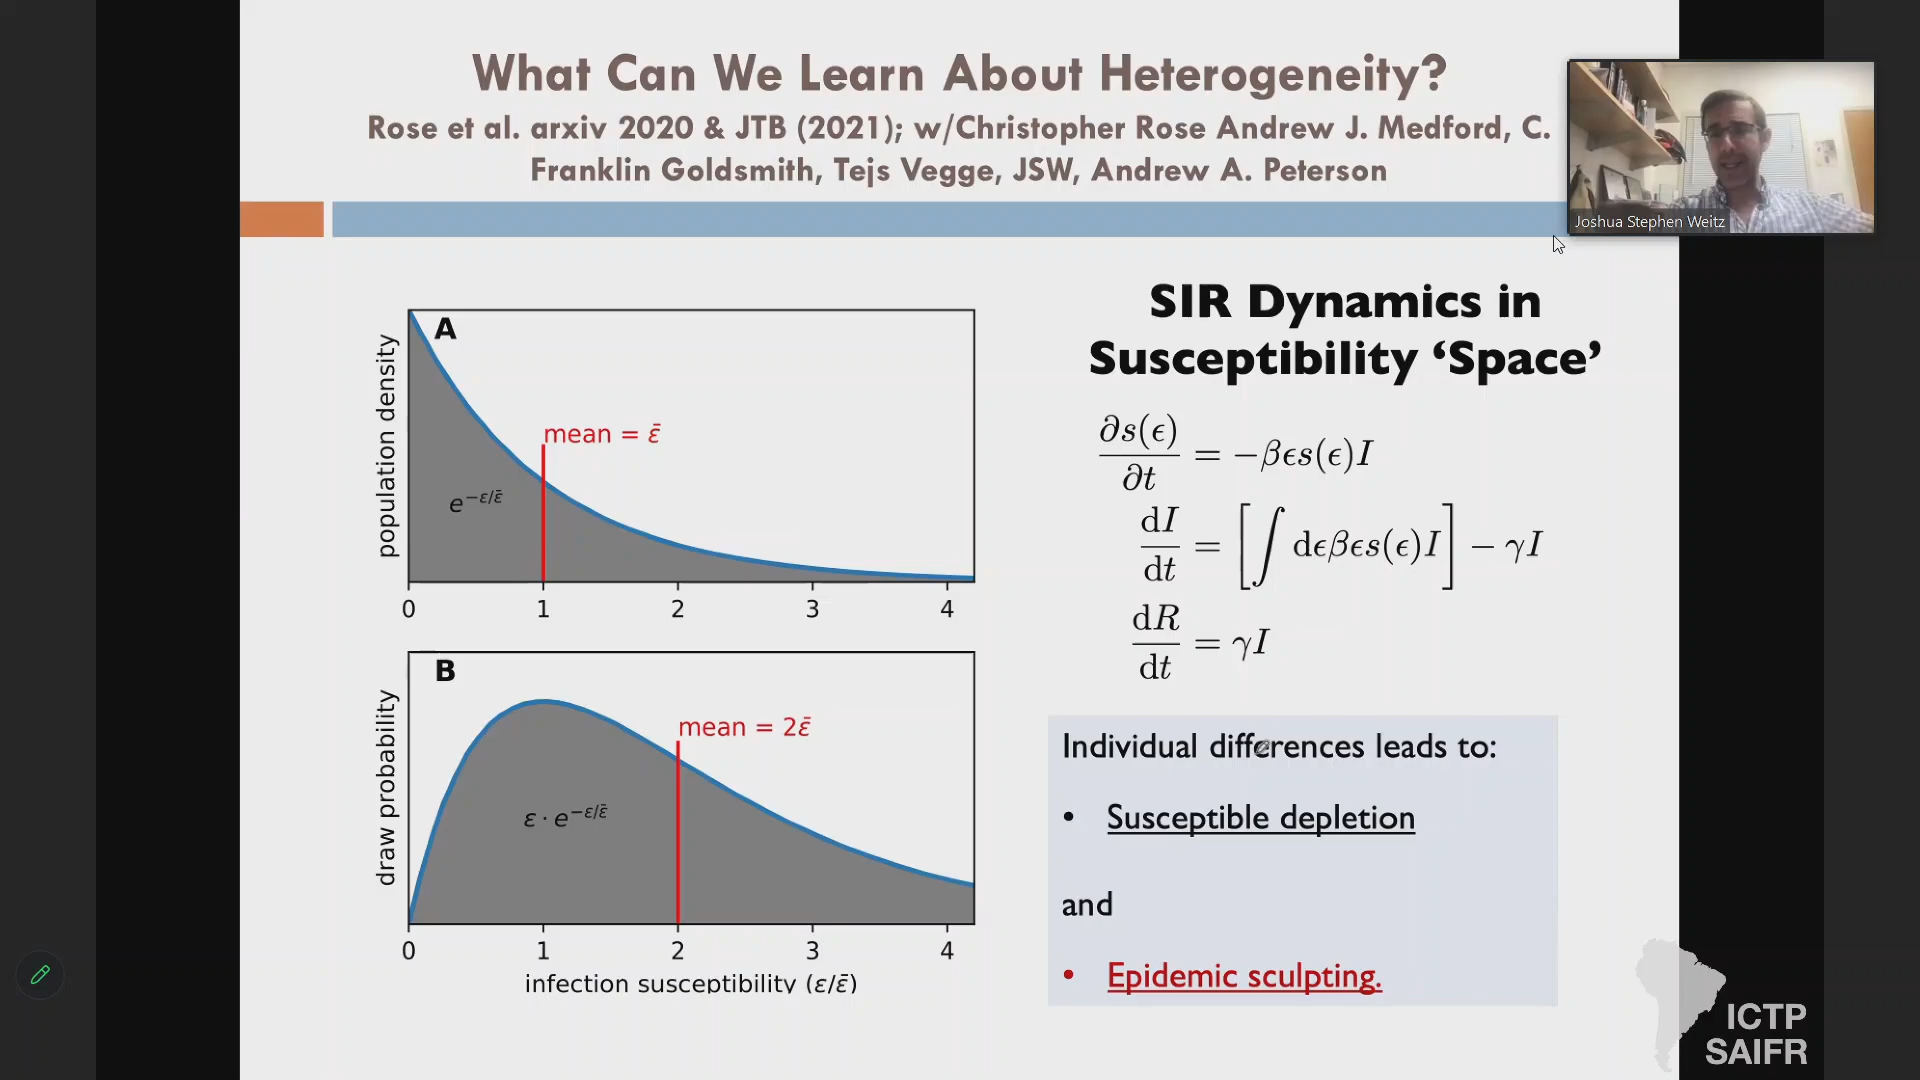 What Can We Learn About Heterogeneity?
Rose et al. arxiv 2020 & JTB (2021); w/Christopher Rose Andrew J. Medford, C.
Franklin Goldsmith, Tejs Vegge, JSW, Andrew A. Peterson
Joshua Stephen Weitz
A
population density
mean = ε̄
e^{−ε/ε̄}
0 1 2 3 4
B
draw probability
mean = 2ε̄
ε · e^{−ε/ε̄}
0 1 2 3 4
infection susceptibility (ε/ε̄)
SIR Dynamics in
Susceptibility ‘Space’
∂s(ϵ)/∂t = −βϵs(ϵ)I
dI/dt = [∫ dϵβϵs(ϵ)I] − γI
dR/dt = γI
Individual differences leads to:
• Susceptible depletion
and
• Epidemic sculpting.
ICTP
SAIFR